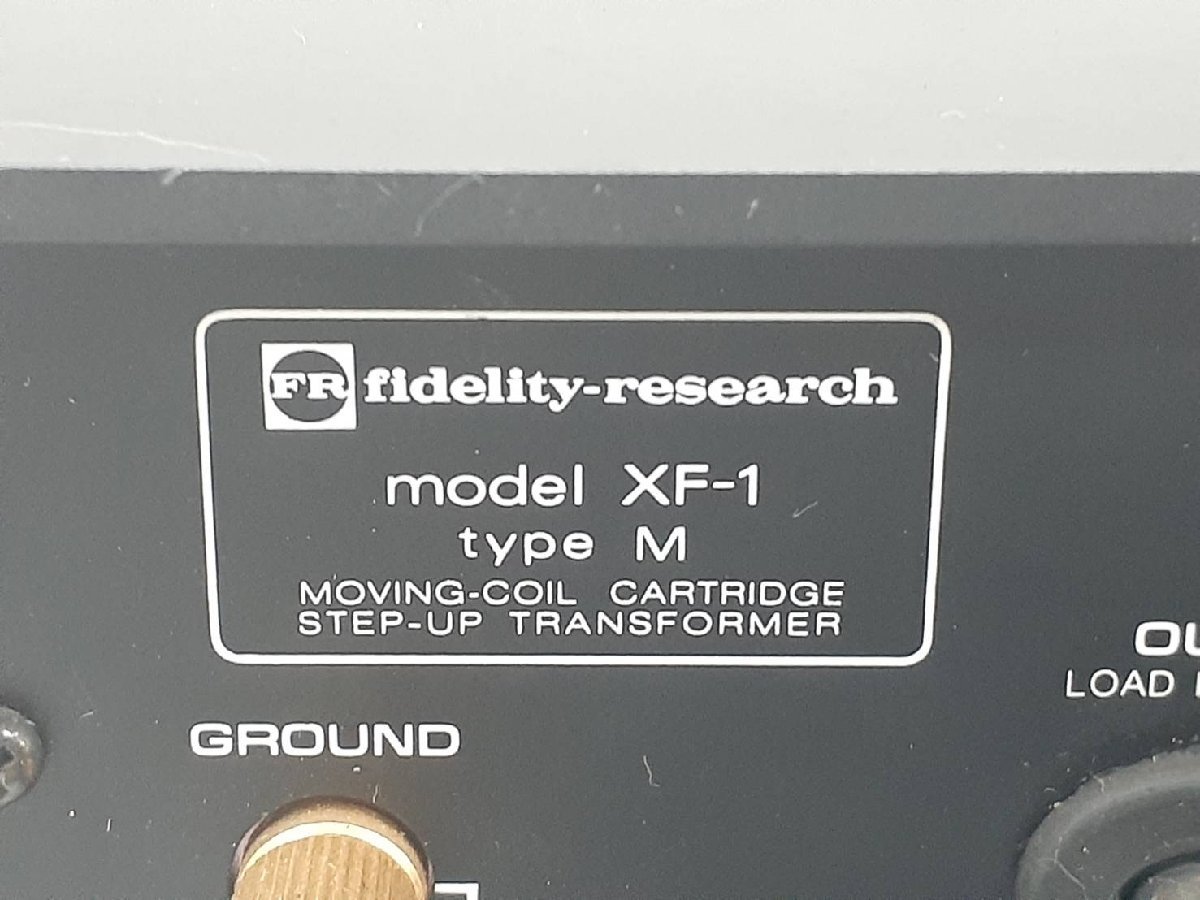 FR fidelity-research
model XF-1
type M
MOVING-COIL CARTRIDGE
STEP-UP TRANSFORMER
GROUND
LOAD